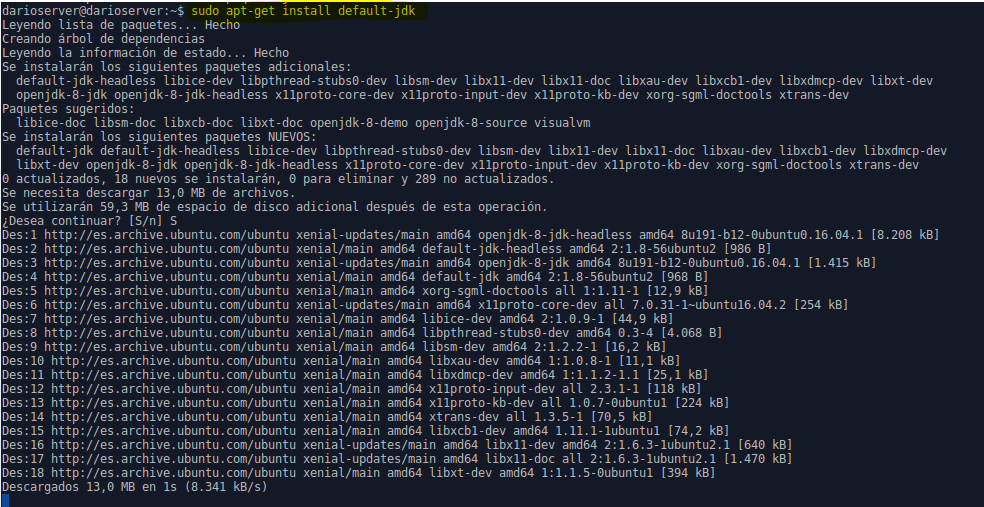 darioserver@darioserver:~$ sudo apt-get install default-jdk
Leyendo lista de paquetes... Hecho
Creando árbol de dependencias
Leyendo la información de estado... Hecho
Se instalarán los siguientes paquetes adicionales:
  default-jdk-headless libice-dev libpthread-stubs0-dev libsm-dev libx11-dev libx11-doc libxau-dev libxcb1-dev libxdmcp-dev libxt-dev
  openjdk-8-jdk openjdk-8-jdk-headless x11proto-core-dev x11proto-input-dev x11proto-kb-dev xorg-sgml-doctools xtrans-dev
Paquetes sugeridos:
  libice-doc libsm-doc libxcb-doc libxt-doc openjdk-8-demo openjdk-8-source visualvm
Se instalarán los siguientes paquetes NUEVOS:
  default-jdk default-jdk-headless libice-dev libpthread-stubs0-dev libsm-dev libx11-dev libx11-doc libxau-dev libxcb1-dev libxdmcp-dev
  libxt-dev openjdk-8-jdk openjdk-8-jdk-headless x11proto-core-dev x11proto-input-dev x11proto-kb-dev xorg-sgml-doctools xtrans-dev
0 actualizados, 18 nuevos se instalarán, 0 para eliminar y 289 no actualizados.
Se necesita descargar 13,0 MB de archivos.
Se utilizarán 59,3 MB de espacio de disco adicional después de esta operación.
¿Desea continuar? [S/n] S
Des:1 http://es.archive.ubuntu.com/ubuntu xenial-updates/main amd64 openjdk-8-jdk-headless amd64 8u191-b12-0ubuntu0.16.04.1 [8.208 kB]
Des:2 http://es.archive.ubuntu.com/ubuntu xenial/main amd64 default-jdk-headless amd64 2:1.8-56ubuntu2 [986 B]
Des:3 http://es.archive.ubuntu.com/ubuntu xenial-updates/main amd64 openjdk-8-jdk amd64 8u191-b12-0ubuntu0.16.04.1 [1.415 kB]
Des:4 http://es.archive.ubuntu.com/ubuntu xenial/main amd64 default-jdk amd64 2:1.8-56ubuntu2 [968 B]
Des:5 http://es.archive.ubuntu.com/ubuntu xenial/main amd64 xorg-sgml-doctools all 1:1.11-1 [12,9 kB]
Des:6 http://es.archive.ubuntu.com/ubuntu xenial-updates/main amd64 x11proto-core-dev all 7.0.31-1~ubuntu16.04.2 [254 kB]
Des:7 http://es.archive.ubuntu.com/ubuntu xenial/main amd64 libice-dev amd64 2:1.0.9-1 [44,9 kB]
Des:8 http://es.archive.ubuntu.com/ubuntu xenial/main amd64 libpthread-stubs0-dev amd64 0.3-4 [4.068 B]
Des:9 http://es.archive.ubuntu.com/ubuntu xenial/main amd64 libsm-dev amd64 2:1.2.2-1 [16,2 kB]
Des:10 http://es.archive.ubuntu.com/ubuntu xenial/main amd64 libxau-dev amd64 1:1.0.8-1 [11,1 kB]
Des:11 http://es.archive.ubuntu.com/ubuntu xenial/main amd64 libxdmcp-dev amd64 1:1.1.2-1.1 [25,1 kB]
Des:12 http://es.archive.ubuntu.com/ubuntu xenial/main amd64 x11proto-input-dev all 2.3.1-1 [118 kB]
Des:13 http://es.archive.ubuntu.com/ubuntu xenial/main amd64 x11proto-kb-dev all 1.0.7-0ubuntu1 [224 kB]
Des:14 http://es.archive.ubuntu.com/ubuntu xenial/main amd64 xtrans-dev all 1.3.5-1 [70,5 kB]
Des:15 http://es.archive.ubuntu.com/ubuntu xenial/main amd64 libxcb1-dev amd64 1.11.1-1ubuntu1 [74,2 kB]
Des:16 http://es.archive.ubuntu.com/ubuntu xenial-updates/main amd64 libx11-dev amd64 2:1.6.3-1ubuntu2.1 [640 kB]
Des:17 http://es.archive.ubuntu.com/ubuntu xenial-updates/main amd64 libx11-doc all 2:1.6.3-1ubuntu2.1 [1.470 kB]
Des:18 http://es.archive.ubuntu.com/ubuntu xenial/main amd64 libxt-dev amd64 1:1.1.5-0ubuntu1 [394 kB]
Descargados 13,0 MB en 1s (8.341 kB/s)